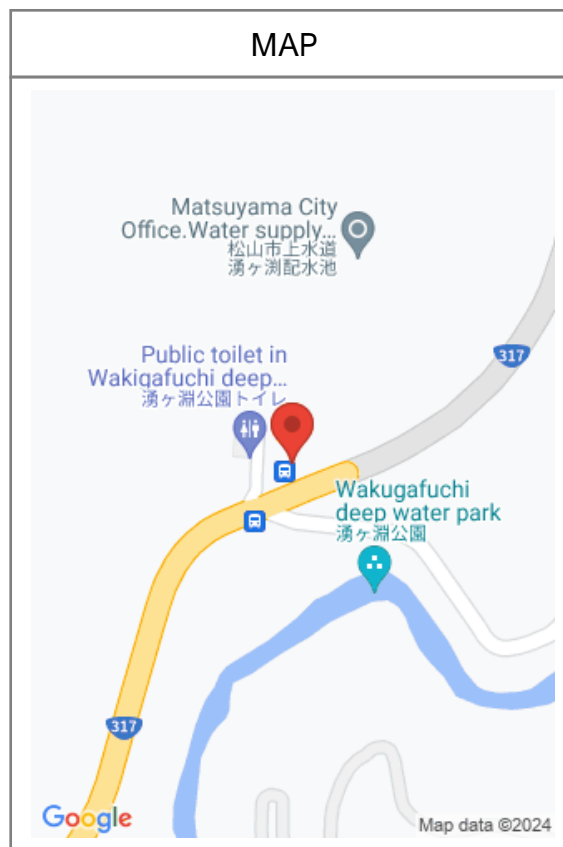 MAP
Matsuyama City
Office.Water supply...
松山市上水道
湧ヶ渕配水池
317
Public toilet in
Wakigafuchi deep...
湧ヶ淵公園トイレ
Wakugafuchi
deep water park
湧ヶ淵公園
317
Google
Map data ©2024